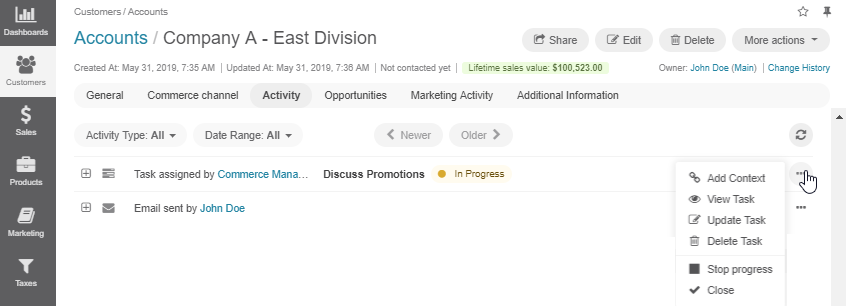 Customers / Accounts
Dashboards
Accounts / Company A - East Division
Share
Edit
Delete
More actions
Created At: May 31, 2019, 7:35 AM | Updated At: May 31, 2019, 7:36 AM | Not contacted yet | Lifetime sales value: $100,523.00
Owner: John Doe (Main) | Change History
Customers
General
Commerce channel
Activity
Opportunities
Marketing Activity
Additional Information
Sales
Activity Type: All
Date Range: All
Newer
Older
Products
Task assigned by Commerce Mana... Discuss Promotions In Progress
Email sent by John Doe
Add Context
View Task
Update Task
Delete Task
Stop progress
Close
Marketing
Taxes